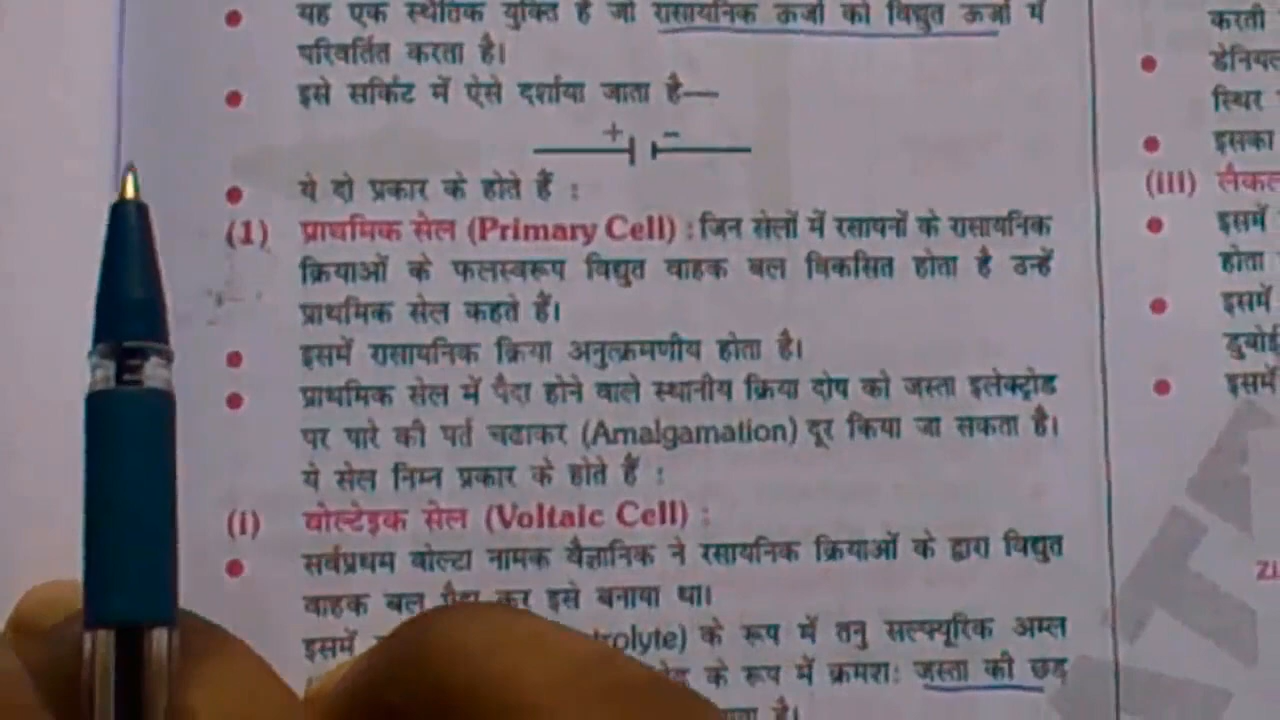 यह एक स्थैतिक युक्ति है जो रासायनिक ऊर्जा को विद्युत ऊर्जा में
परिवर्तित करता है।
इसे सर्किट में ऐसे दर्शाया जाता है—
+ −
ये दो प्रकार के होते हैं :
(1) प्राथमिक सेल (Primary Cell) : जिन सेलों में रसायनों के रासायनिक
क्रियाओं के फलस्वरूप विद्युत वाहक बल विकसित होता है उन्हें
प्राथमिक सेल कहते हैं।
इसमें रासायनिक क्रिया अनुत्क्रमणीय होता है।
प्राथमिक सेल में पैदा होने वाले स्थानीय क्रिया दोष को जस्ता इलेक्ट्रोड
पर पारे की पर्त चढाकर (Amalgamation) दूर किया जा सकता है।
ये सेल निम्न प्रकार के होते हैं :
(i) वोल्टेइक सेल (Voltaic Cell) :
सर्वप्रथम वोल्टा नामक वैज्ञानिक ने रसायनिक क्रियाओं के द्वारा विद्युत
वाहक बल पैदा कर इसे बनाया था।
इसमें rolyte) के रूप में तनु सल्फ्यूरिक अम्ल
के रूप में क्रमशः जस्ता की छड़
है।
करती
डेनियल
स्थिर
इसका
(iii) लैकल
इसमें
होता
इसमें
इसमें